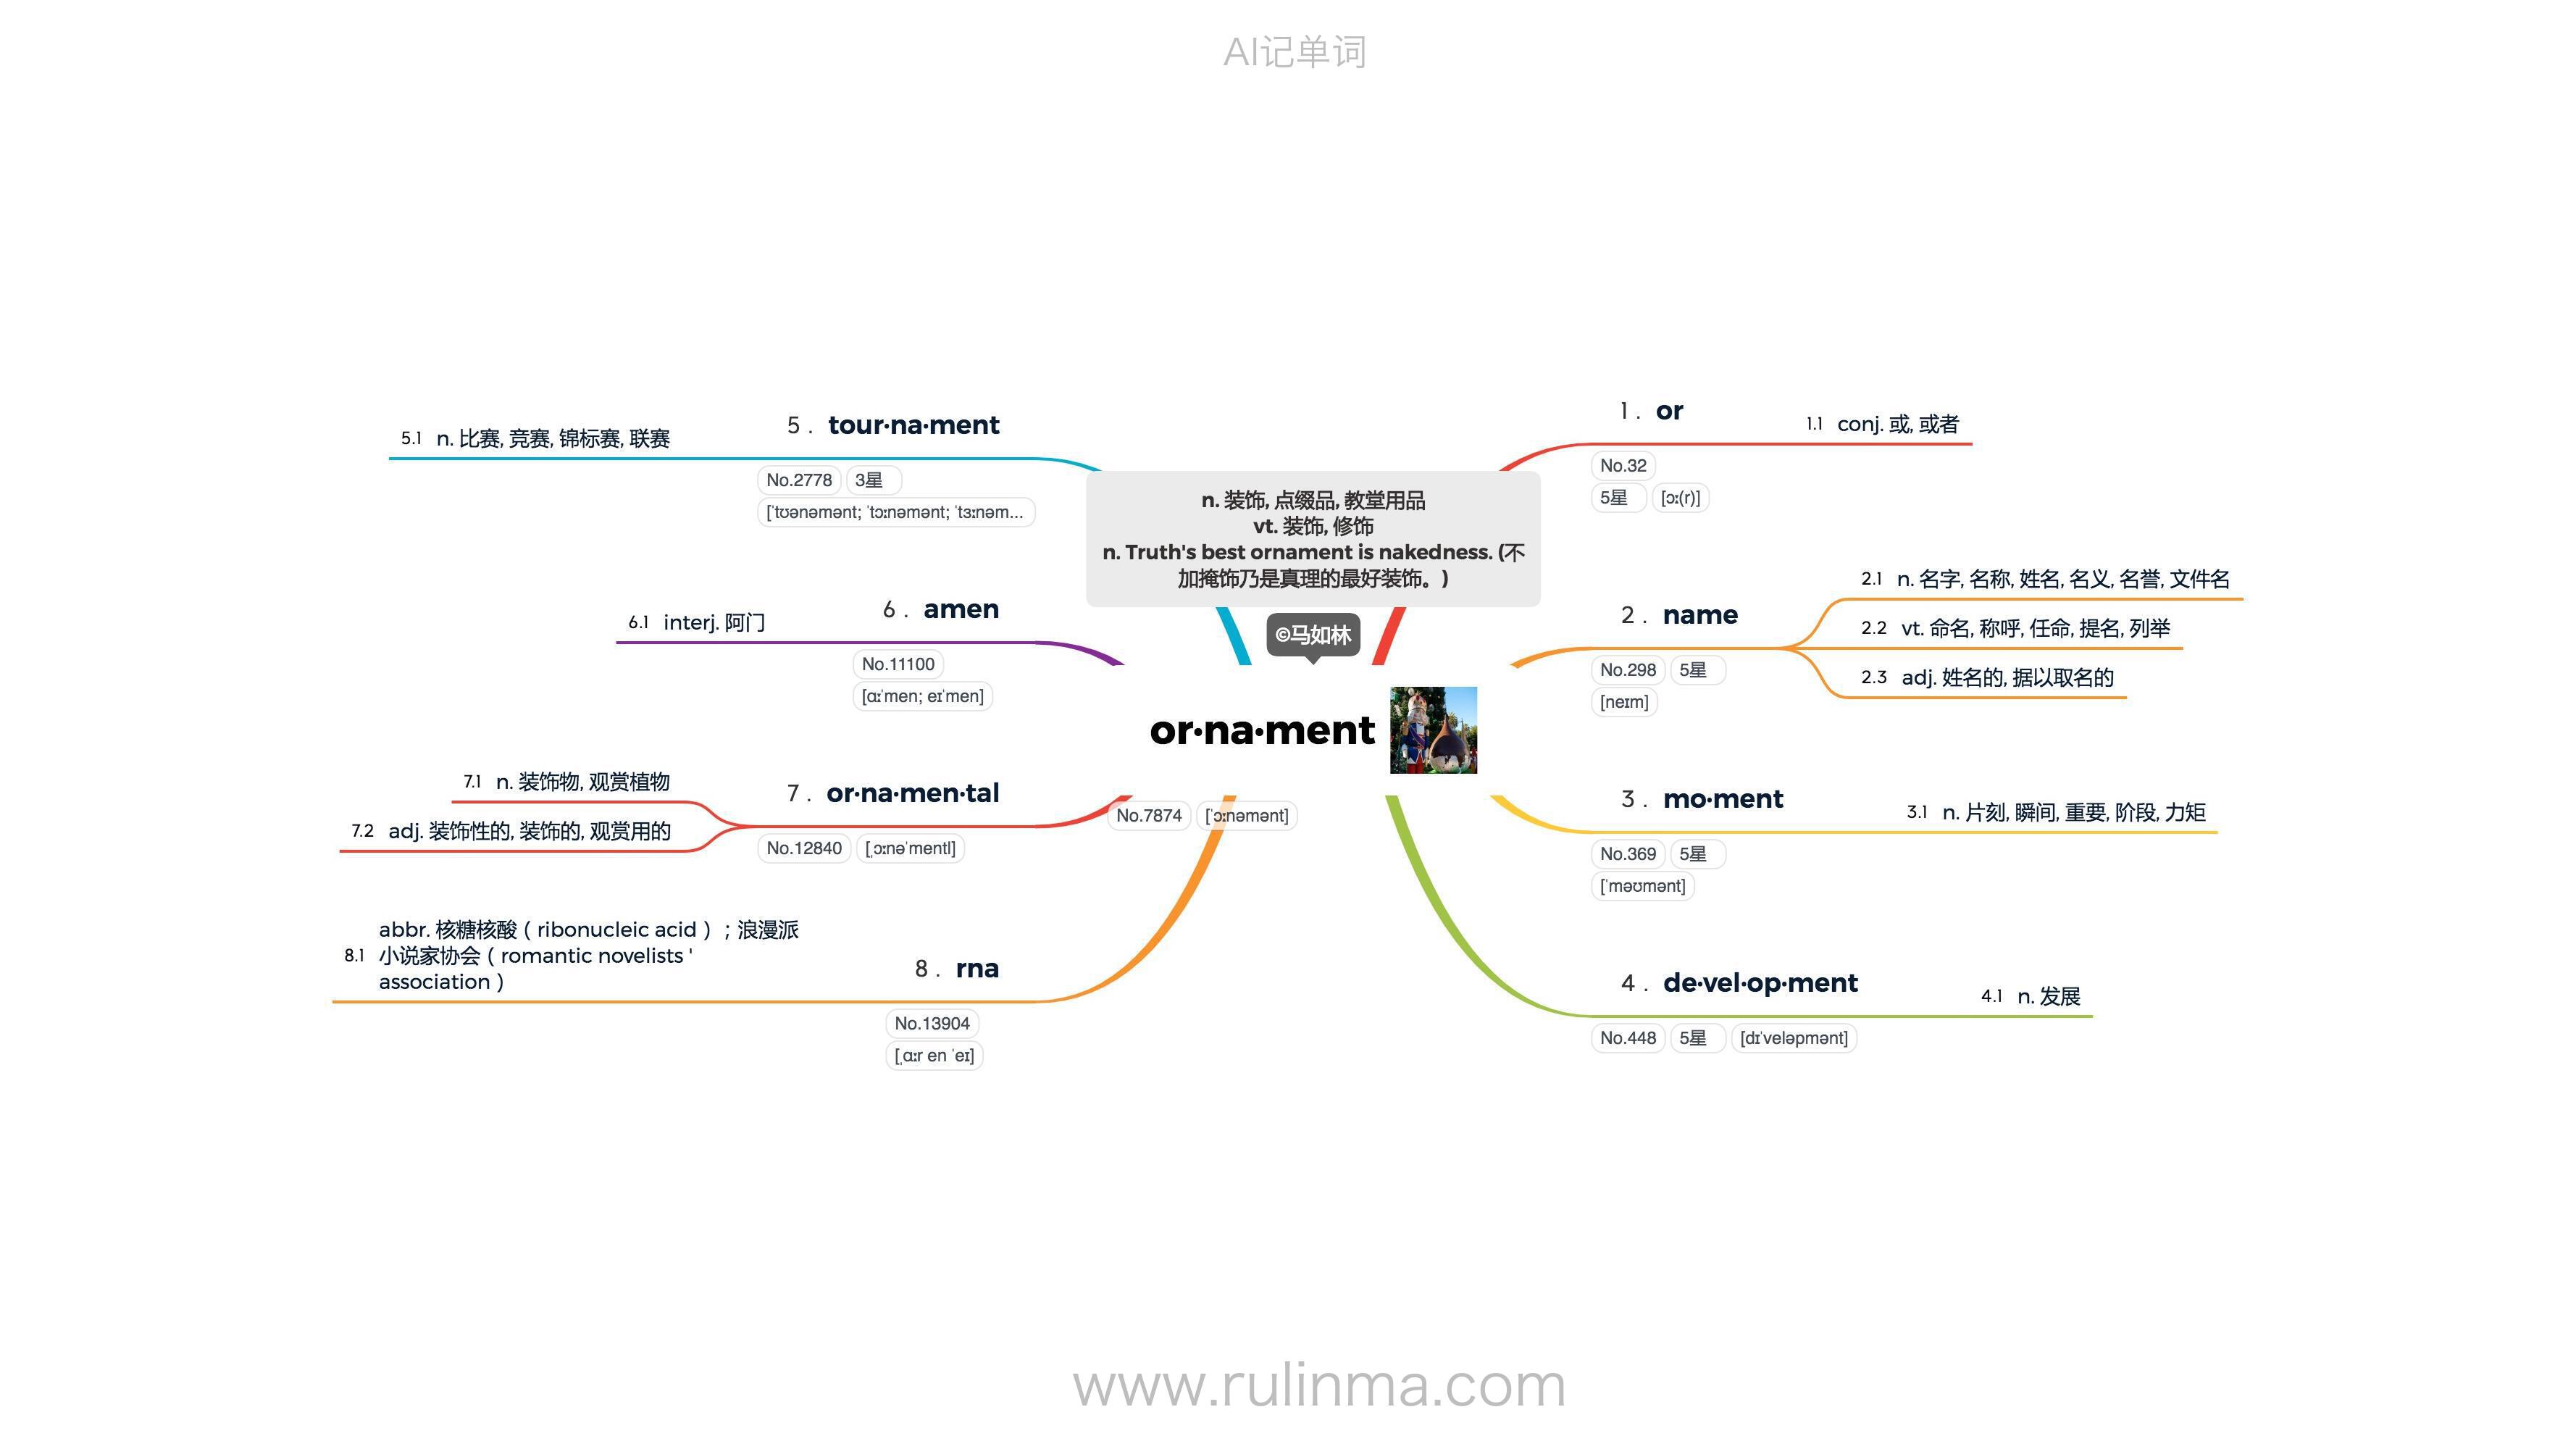 AI记单词
n. 装饰, 点缀品, 教堂用品
vt. 装饰, 修饰
n. Truth's best ornament is nakedness. (不
加掩饰乃是真理的最好装饰。)
©马如林
or·na·ment
No.7874 [ˈɔːnəmənt]
1. or
1.1 conj. 或, 或者
No.32
5星 [ɔː(r)]
2. name
2.1 n. 名字, 名称, 姓名, 名义, 名誉, 文件名
2.2 vt. 命名, 称呼, 任命, 提名, 列举
2.3 adj. 姓名的, 据以取名的
No.298 5星
[neɪm]
3. mo·ment
3.1 n. 片刻, 瞬间, 重要, 阶段, 力矩
No.369 5星
[ˈməʊmənt]
4. de·vel·op·ment
4.1 n. 发展
No.448 5星 [dɪˈveləpmənt]
5. tour·na·ment
5.1 n. 比赛, 竞赛, 锦标赛, 联赛
No.2778 3星
[ˈtʊənəmənt; ˈtɔːnəmənt; ˈtɜːnəm...
6. amen
6.1 interj. 阿门
No.11100
[ɑːˈmen; eɪˈmen]
7. or·na·men·tal
7.1 n. 装饰物, 观赏植物
7.2 adj. 装饰性的, 装饰的, 观赏用的
No.12840 [ˌɔːnəˈmentl]
8. rna
8.1 abbr. 核糖核酸（ribonucleic acid）；浪漫派
小说家协会（romantic novelists '
association）
No.13904
[ˌɑːr en ˈeɪ]
www.rulinma.com